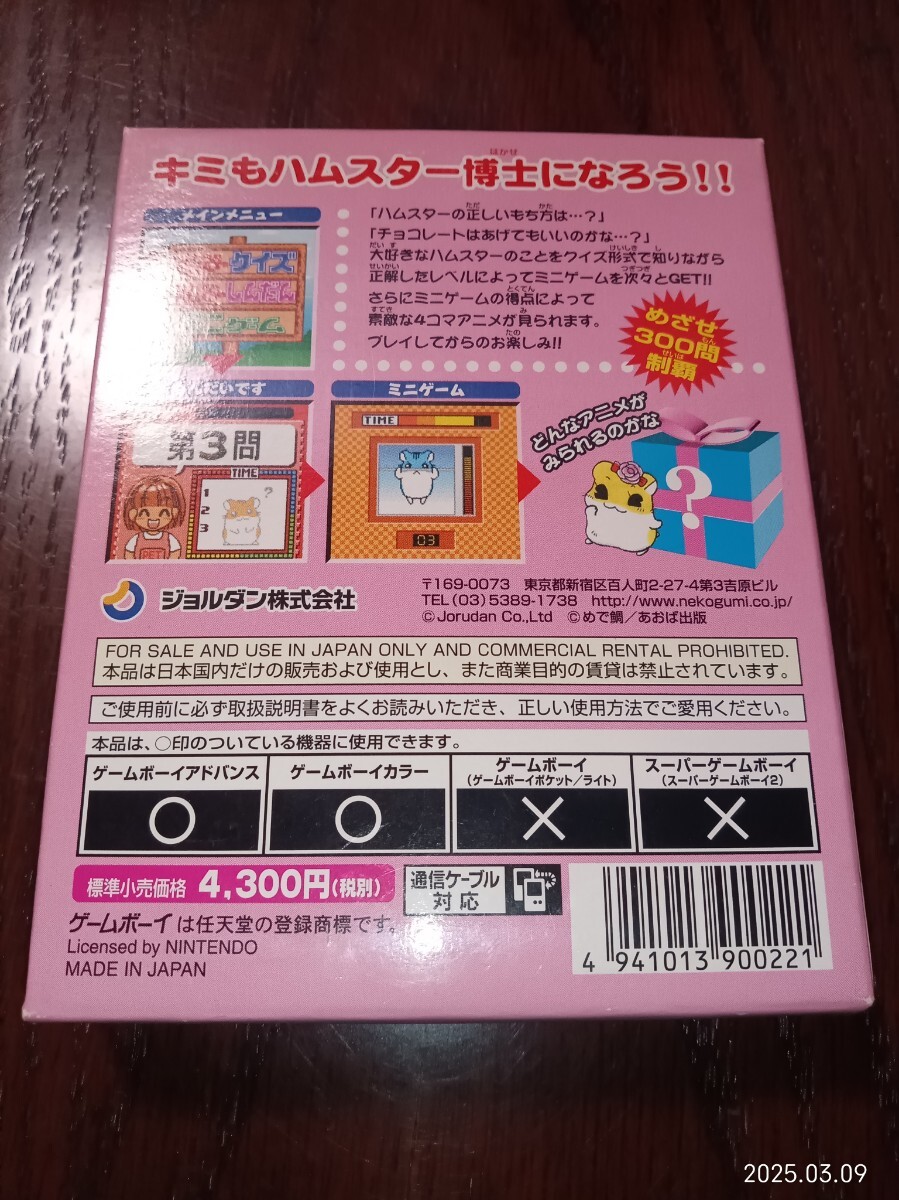 キミもハムスター博士になろう!!
はかせ
メインメニュー
クイズ
しんだん
「ハムスターの正しいもち方は…?」
「チョコレートはあげてもいいのかな…?」
大好きなハムスターのことをクイズ形式で知りながら
正解したレベルによってミニゲームを次々とGET!!
さらにミニゲームの得点によって
素敵な4コマアニメが見られます。
プレイしてからのお楽しみ!!
めざせ
300問
制覇
だいです
第3問
TIME
1
2
3
?
ミニゲーム
TIME
03
どんなアニメが
みられるのかな
?
ジョルダン株式会社
〒169-0073 東京都新宿区百人町2-27-4第3吉原ビル
TEL(03)5389-1738 http://www.nekogumi.co.jp/
©Jorudan Co.,Ltd ©めで鯛/あおば出版
FOR SALE AND USE IN JAPAN ONLY AND COMMERCIAL RENTAL PROHIBITED.
本品は日本国内だけの販売および使用とし、また商業目的の賃貸は禁止されています。
ご使用前に必ず取扱説明書をよくお読みいただき、正しい使用方法でご愛用ください。
本品は、○印のついている機器に使用できます。
ゲームボーイアドバンス
○
ゲームボーイカラー
○
ゲームボーイ
(ゲームボーイポケット/ライト)
×
スーパーゲームボーイ
(スーパーゲームボーイ2)
×
標準小売価格 4,300円(税別)
通信ケーブル
対応
ゲームボーイは任天堂の登録商標です。
Licensed by NINTENDO
MADE IN JAPAN
4 941013 900221
2025.03.09